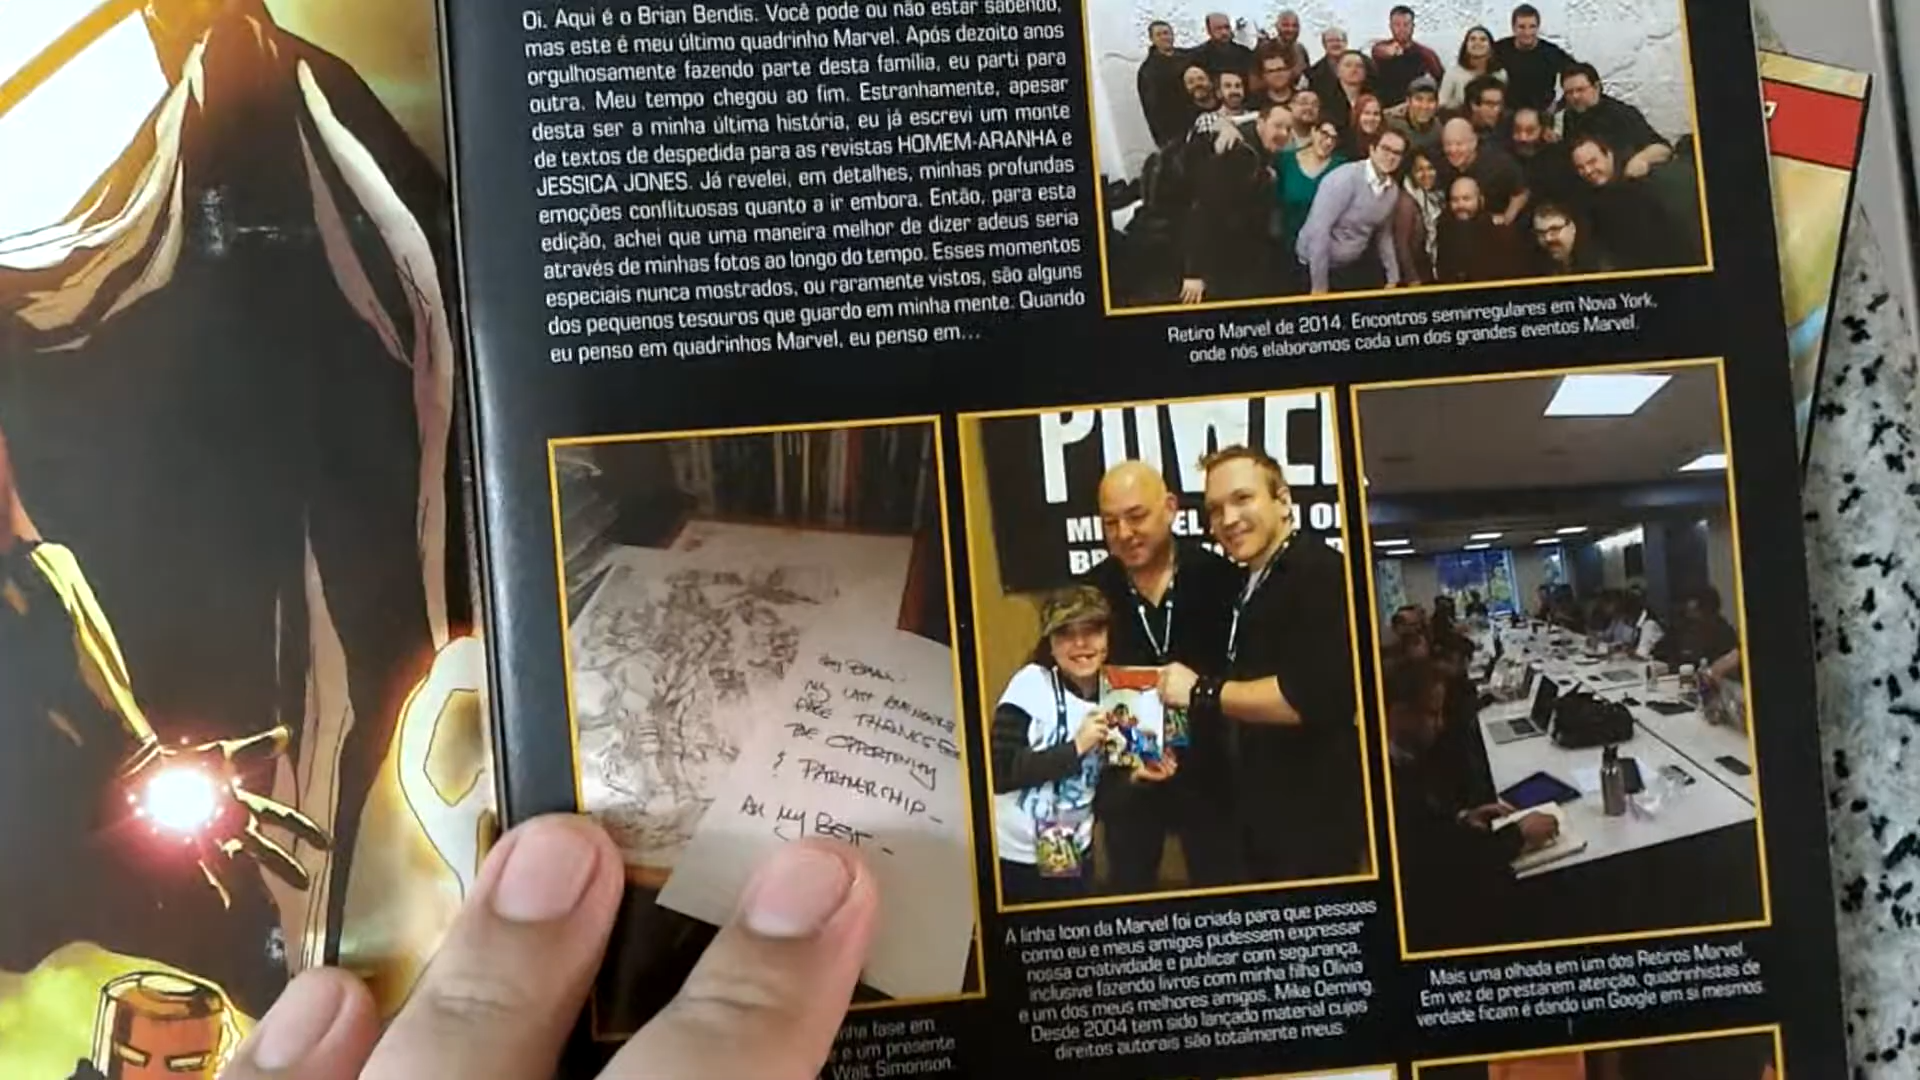 Oi. Aqui é o Brian Bendis. Você pode ou não estar sabendo,
mas este é meu último quadrinho Marvel. Após dezoito anos
orgulhosamente fazendo parte desta família, eu parti para
outra. Meu tempo chegou ao fim. Estranhamente, apesar
desta ser a minha última história, eu já escrevi um monte
de textos de despedida para as revistas HOMEM-ARANHA e
JESSICA JONES. Já revelei, em detalhes, minhas profundas
emoções conflituosas quanto a ir embora. Então, para esta
edição, achei que uma maneira melhor de dizer adeus seria
através de minhas fotos ao longo do tempo. Esses momentos
especiais nunca mostrados, ou raramente vistos, são alguns
dos pequenos tesouros que guardo em minha mente. Quando
eu penso em quadrinhos Marvel, eu penso em...
Retiro Marvel de 2014. Encontros semirregulares em Nova York,
onde nós elaboramos cada um dos grandes eventos Marvel.
MY LAST AVENGERS
PAGE THANKS FOR
THE OPPORTUNITY
& PARTNERSHIP-
ALL MY BEST-
POWE
A linha Icon da Marvel foi criada para que pessoas
como eu e meus amigos pudessem expressar
nossa criatividade e publicar com segurança,
inclusive fazendo livros com minha filha Olivia
e um dos meus melhores amigos, Mike Oeming.
Desde 2004 tem sido lançado material cujos
direitos autorais são totalmente meus.
Mais uma olhada em um dos Retiros Marvel.
Em vez de prestarem atenção, quadrinhistas de
verdade ficam é dando um Google em si mesmos.
nha fase em
e um presente
Walt Simonson.